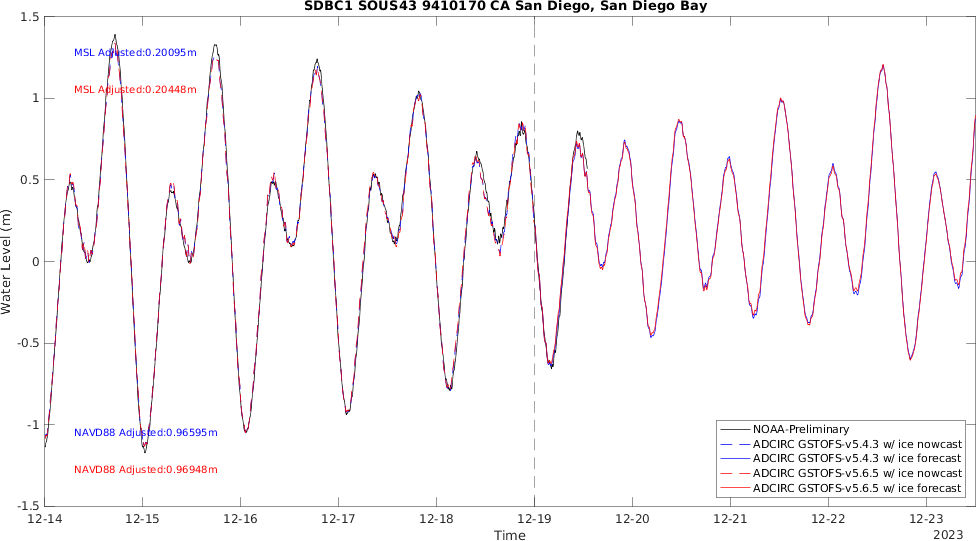 SDBC1 SOUS43 9410170 CA San Diego, San Diego Bay
1.5
1
0.5
0
-0.5
-1
-1.5
Water Level (m)
MSL Adjusted:0.20095m
MSL Adjusted:0.20448m
NAVD88 Adjusted:0.96595m
NAVD88 Adjusted:0.96948m
NOAA-Preliminary
ADCIRC GSTOFS-v5.4.3 w/ ice nowcast
ADCIRC GSTOFS-v5.4.3 w/ ice forecast
ADCIRC GSTOFS-v5.6.5 w/ ice nowcast
ADCIRC GSTOFS-v5.6.5 w/ ice forecast
12-14 12-15 12-16 12-17 12-18 12-19 12-20 12-21 12-22 12-23
Time
2023